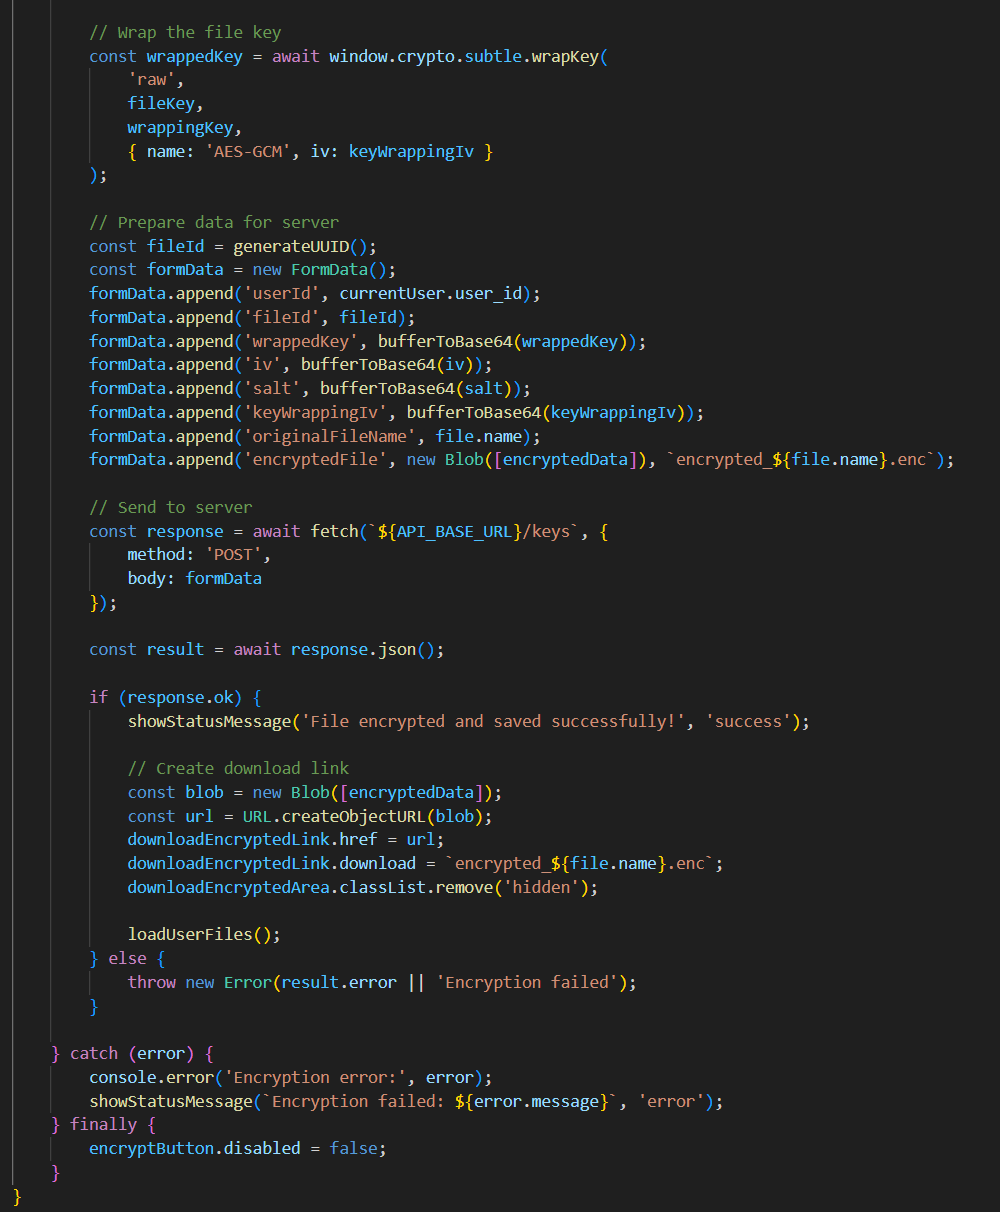 // Wrap the file key
const wrappedKey = await window.crypto.subtle.wrapKey(
'raw',
fileKey,
wrappingKey,
{ name: 'AES-GCM', iv: keyWrappingIv }
);
// Prepare data for server
const fileId = generateUUID();
const formData = new FormData();
formData.append('userId', currentUser.user_id);
formData.append('fileId', fileId);
formData.append('wrappedKey', bufferToBase64(wrappedKey));
formData.append('iv', bufferToBase64(iv));
formData.append('salt', bufferToBase64(salt));
formData.append('keyWrappingIv', bufferToBase64(keyWrappingIv));
formData.append('originalFileName', file.name);
formData.append('encryptedFile', new Blob([encryptedData]), `encrypted_${file.name}.enc`);
// Send to server
const response = await fetch(`${API_BASE_URL}/keys`, {
method: 'POST',
body: formData
});
const result = await response.json();
if (response.ok) {
showStatusMessage('File encrypted and saved successfully!', 'success');
// Create download link
const blob = new Blob([encryptedData]);
const url = URL.createObjectURL(blob);
downloadEncryptedLink.href = url;
downloadEncryptedLink.download = `encrypted_${file.name}.enc`;
downloadEncryptedArea.classList.remove('hidden');
loadUserFiles();
} else {
throw new Error(result.error || 'Encryption failed');
}
} catch (error) {
console.error('Encryption error:', error);
showStatusMessage(`Encryption failed: ${error.message}`, 'error');
} finally {
encryptButton.disabled = false;
}
}